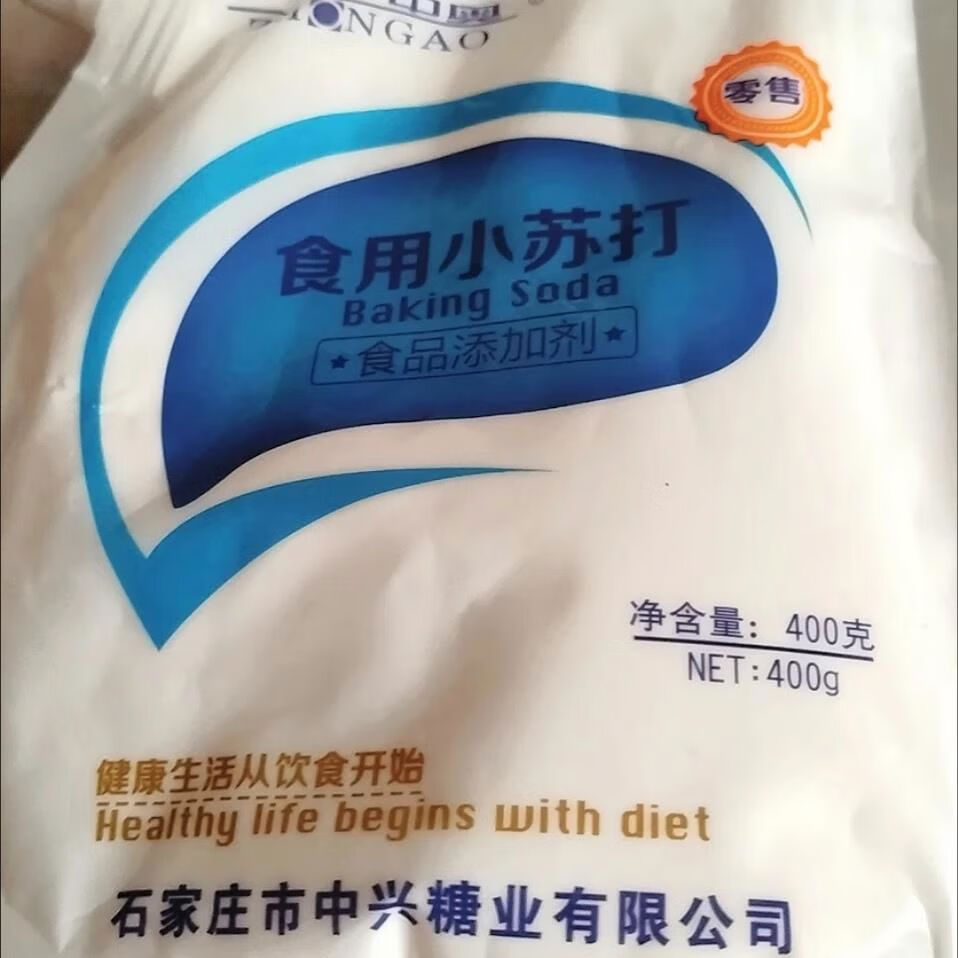 ZHONGAO
零售
食用小苏打
Baking Soda
★食品添加剂★
净含量：400克
NET:400g
健康生活从饮食开始
Healthy life begins with diet
石家庄市中兴糖业有限公司